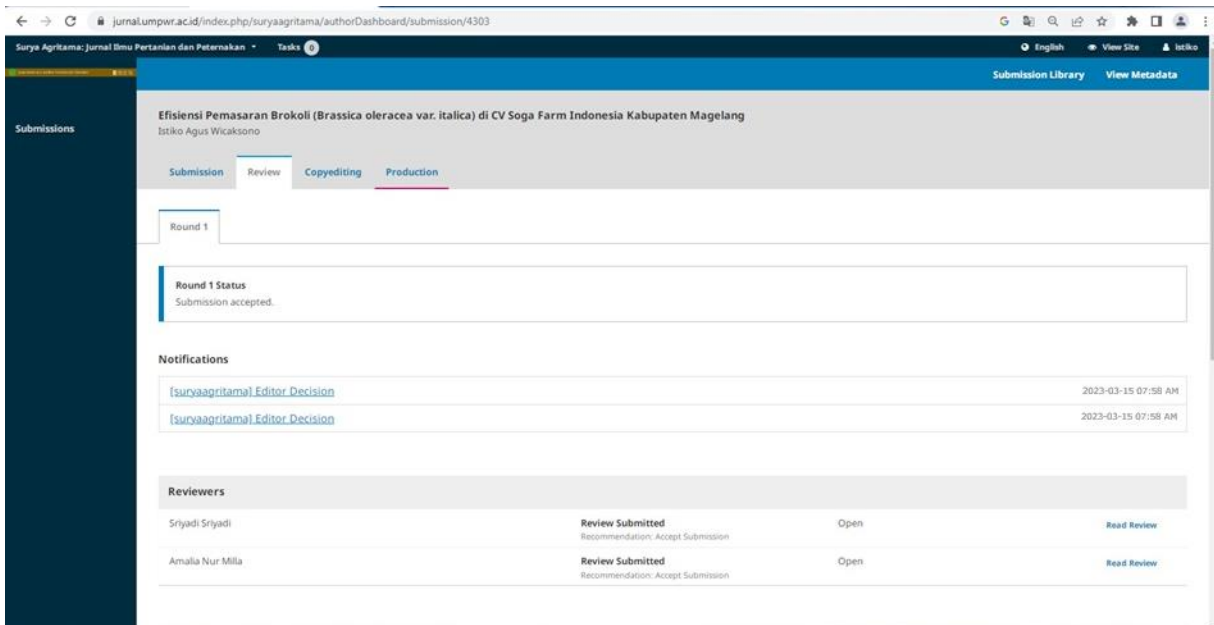 jurnal.umpwr.ac.id/index.php/suryaagritama/authorDashboard/submission/4303
Surya Agritama: Jurnal Ilmu Pertanian dan Peternakan Tasks 0 English View Site Istiko
Submission Library View Metadata
Submissions
Efisiensi Pemasaran Brokoli (Brassica oleracea var. italica) di CV Soga Farm Indonesia Kabupaten Magelang
Istiko Agus Wicaksono
Submission Review Copyediting Production
Round 1
Round 1 Status
Submission accepted.
Notifications
[suryaagritama] Editor Decision 2023-03-15 07:58 AM
[suryaagritama] Editor Decision 2023-03-15 07:58 AM
Reviewers
Sriyadi Sriyadi Review Submitted Open Read Review
Recommendation: Accept Submission
Amalia Nur Milla Review Submitted Open Read Review
Recommendation: Accept Submission